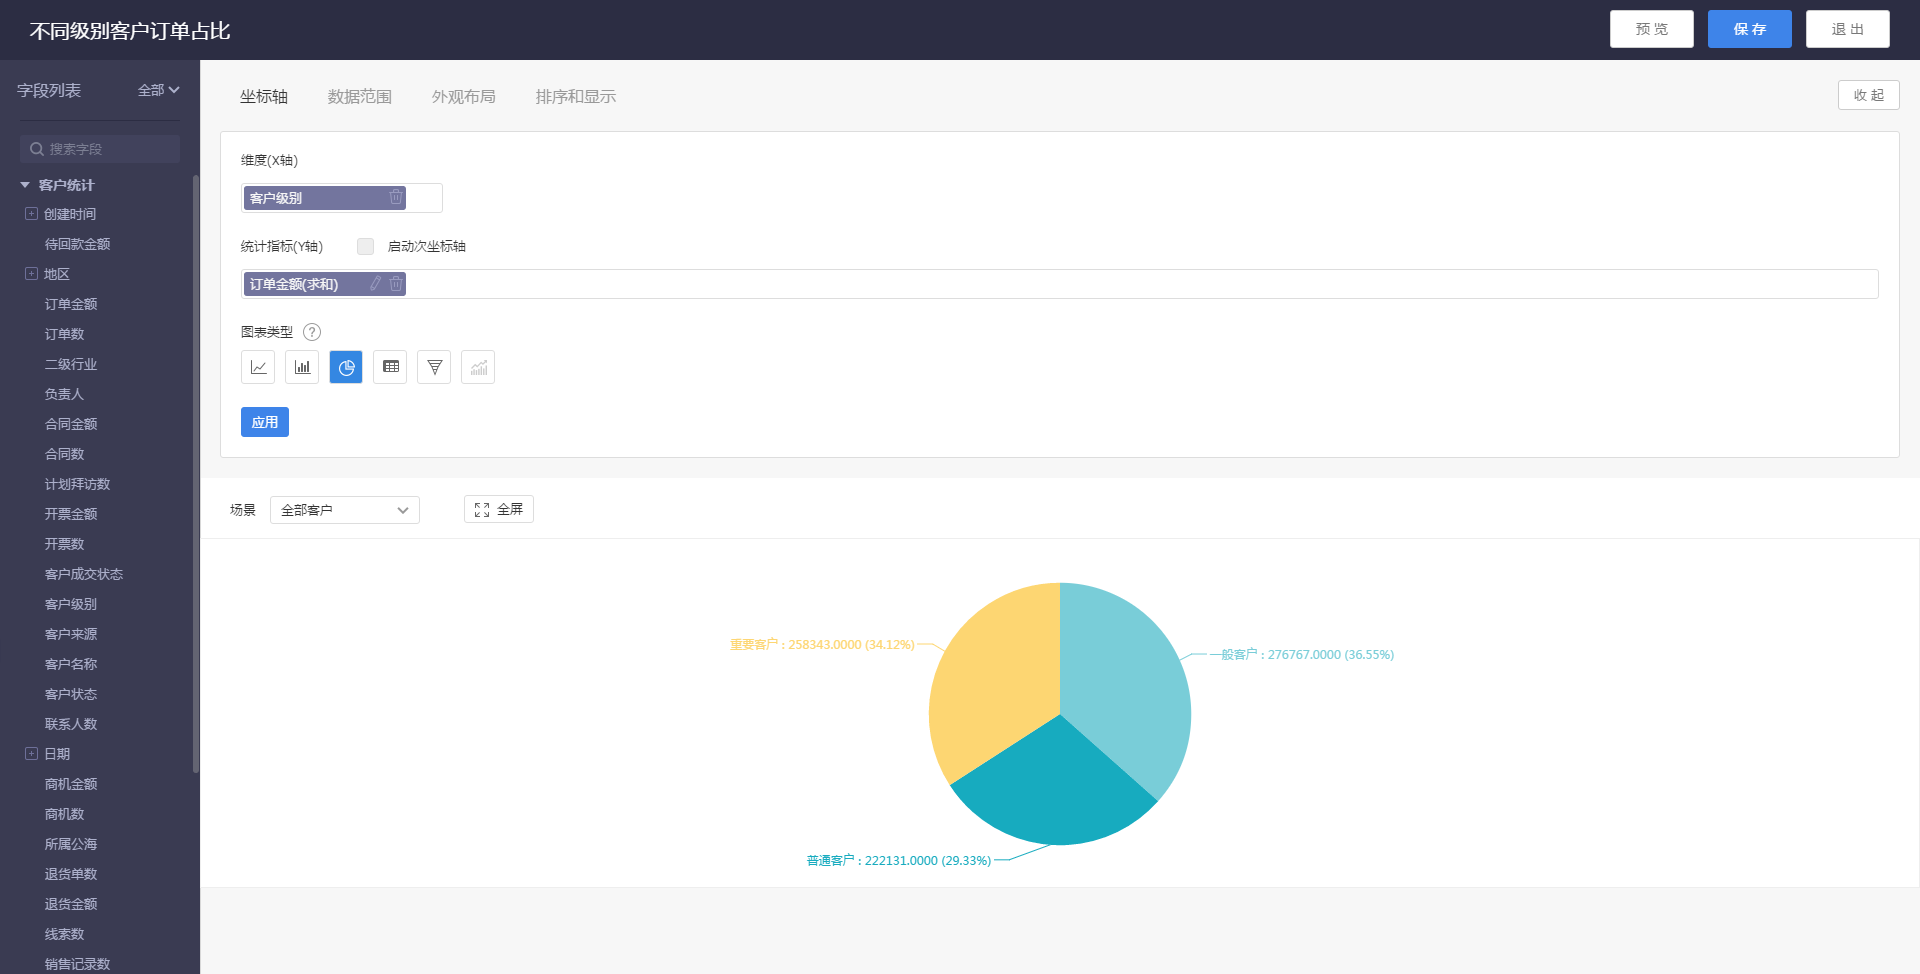 不同级别客户订单占比
预 览
保 存
退 出
字段列表
全部
搜索字段
客户统计
创建时间
待回款金额
地区
订单金额
订单数
二级行业
负责人
合同金额
合同数
计划拜访数
开票金额
开票数
客户成交状态
客户级别
客户来源
客户名称
客户状态
联系人数
日期
商机金额
商机数
所属公海
退货单数
退货金额
线索数
销售记录数
坐标轴
数据范围
外观布局
排序和显示
收 起
维度(X轴)
客户级别
统计指标(Y轴)
启动次坐标轴
订单金额(求和)
图表类型
?
应用
场景
全部客户
全屏
重要客户 : 258343.0000 (34.12%)
一般客户 : 276767.0000 (36.55%)
普通客户 : 222131.0000 (29.33%)